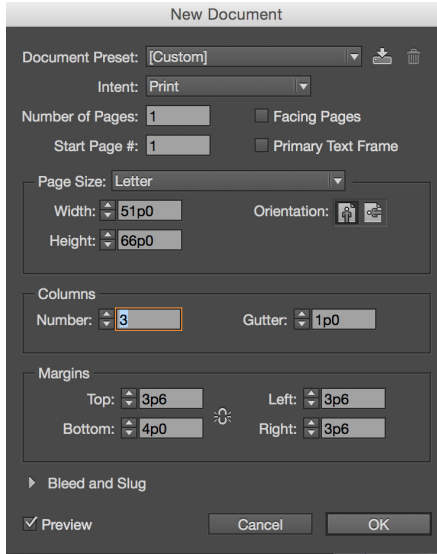 New Document
Document Preset: [Custom]
Intent: Print
Number of Pages: 1 Facing Pages
Start Page #: 1 Primary Text Frame
Page Size: Letter
Width: 51p0 Orientation:
Height: 66p0
Columns
Number: 3 Gutter: 1p0
Margins
Top: 3p6 Left: 3p6
Bottom: 4p0 Right: 3p6
Bleed and Slug
Preview Cancel OK